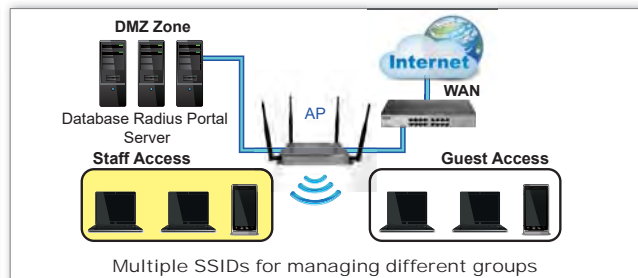 DMZ Zone
Internet
WAN
AP
Database Radius Portal
Server
Staff Access
Guest Access
Multiple SSIDs for managing different groups